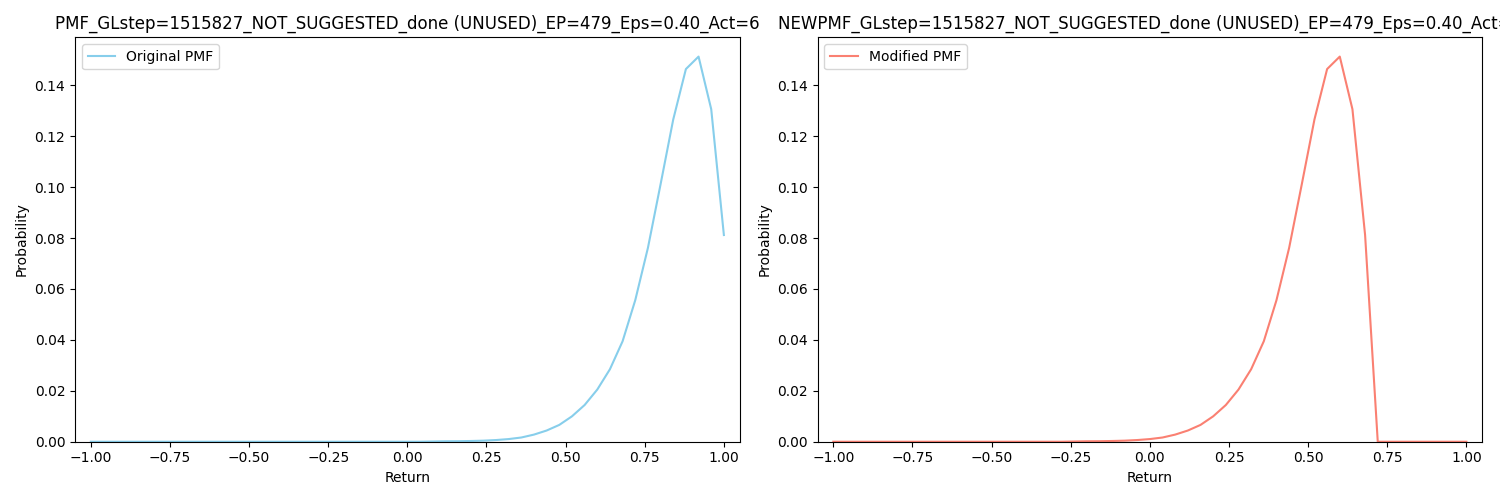 PMF_GLstep=1515827_NOT_SUGGESTED_done (UNUSED)_EP=479_Eps=0.40_Act=6
Original PMF
Probability
0.14
0.12
0.10
0.08
0.06
0.04
0.02
0.00
−1.00 −0.75 −0.50 −0.25 0.00 0.25 0.50 0.75 1.00
Return
NEWPMF_GLstep=1515827_NOT_SUGGESTED_done (UNUSED)_EP=479_Eps=0.40_Act=
Modified PMF
Probability
0.14
0.12
0.10
0.08
0.06
0.04
0.02
0.00
−1.00 −0.75 −0.50 −0.25 0.00 0.25 0.50 0.75 1.00
Return